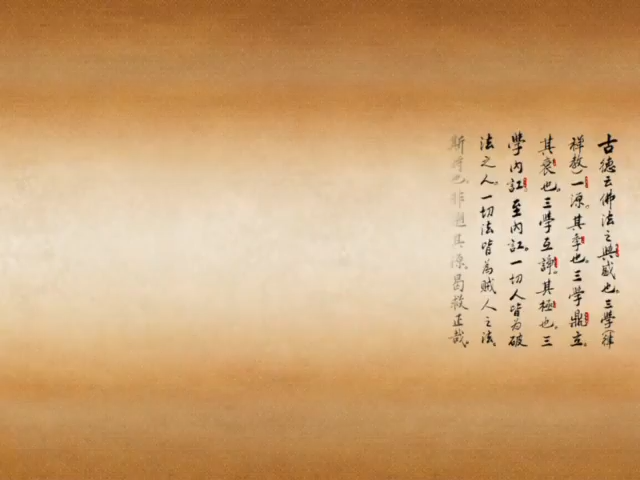 古德云佛法之興盛也。三學(律
禪教)一源。其季也。三學鼎立。
其衰也。三學互謝。其極也。三
學內訌。至內訌。一切人皆為破
法之人。一切法皆為賊人之法。
斯時也。非迴其源。曷救正哉。